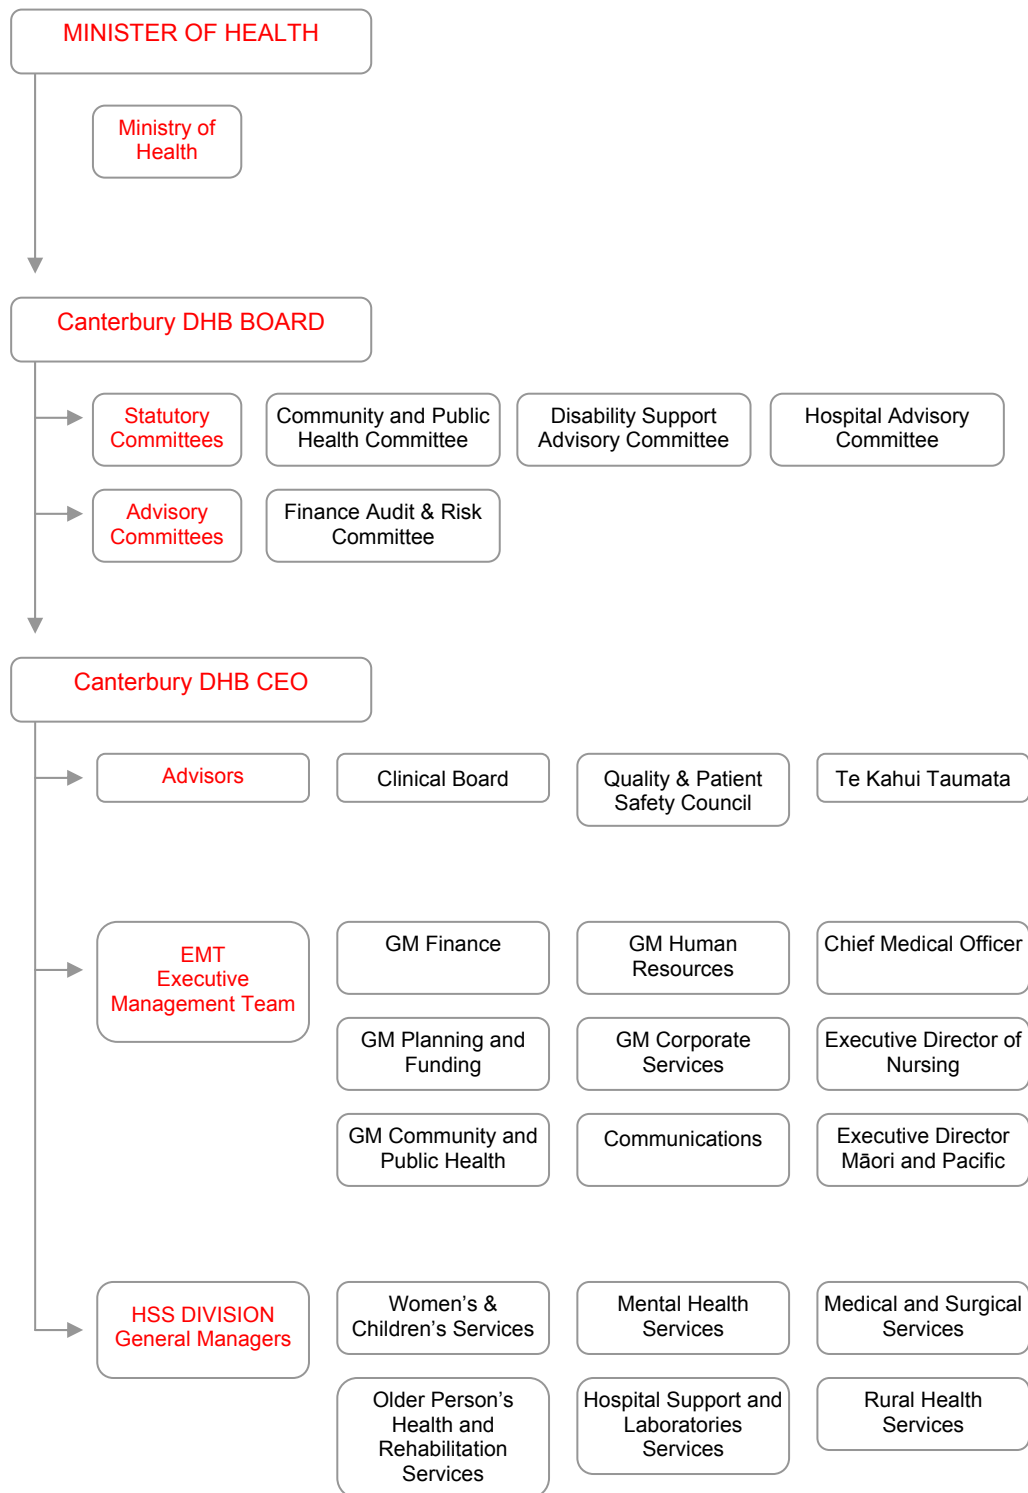 MINISTER OF HEALTH
Ministry of
Health
Canterbury DHB BOARD
Statutory
Committees
Community and Public
Health Committee
Disability Support
Advisory Committee
Hospital Advisory
Committee
Advisory
Committees
Finance Audit & Risk
Committee
Canterbury DHB CEO
Advisors
Clinical Board
Quality & Patient
Safety Council
Te Kahui Taumata
EMT
Executive
Management Team
GM Finance
GM Human
Resources
Chief Medical Officer
GM Planning and
Funding
GM Corporate
Services
Executive Director of
Nursing
GM Community and
Public Health
Communications
Executive Director
Māori and Pacific
HSS DIVISION
General Managers
Women’s &
Children’s Services
Mental Health
Services
Medical and Surgical
Services
Older Person’s
Health and
Rehabilitation
Services
Hospital Support and
Laboratories
Services
Rural Health
Services